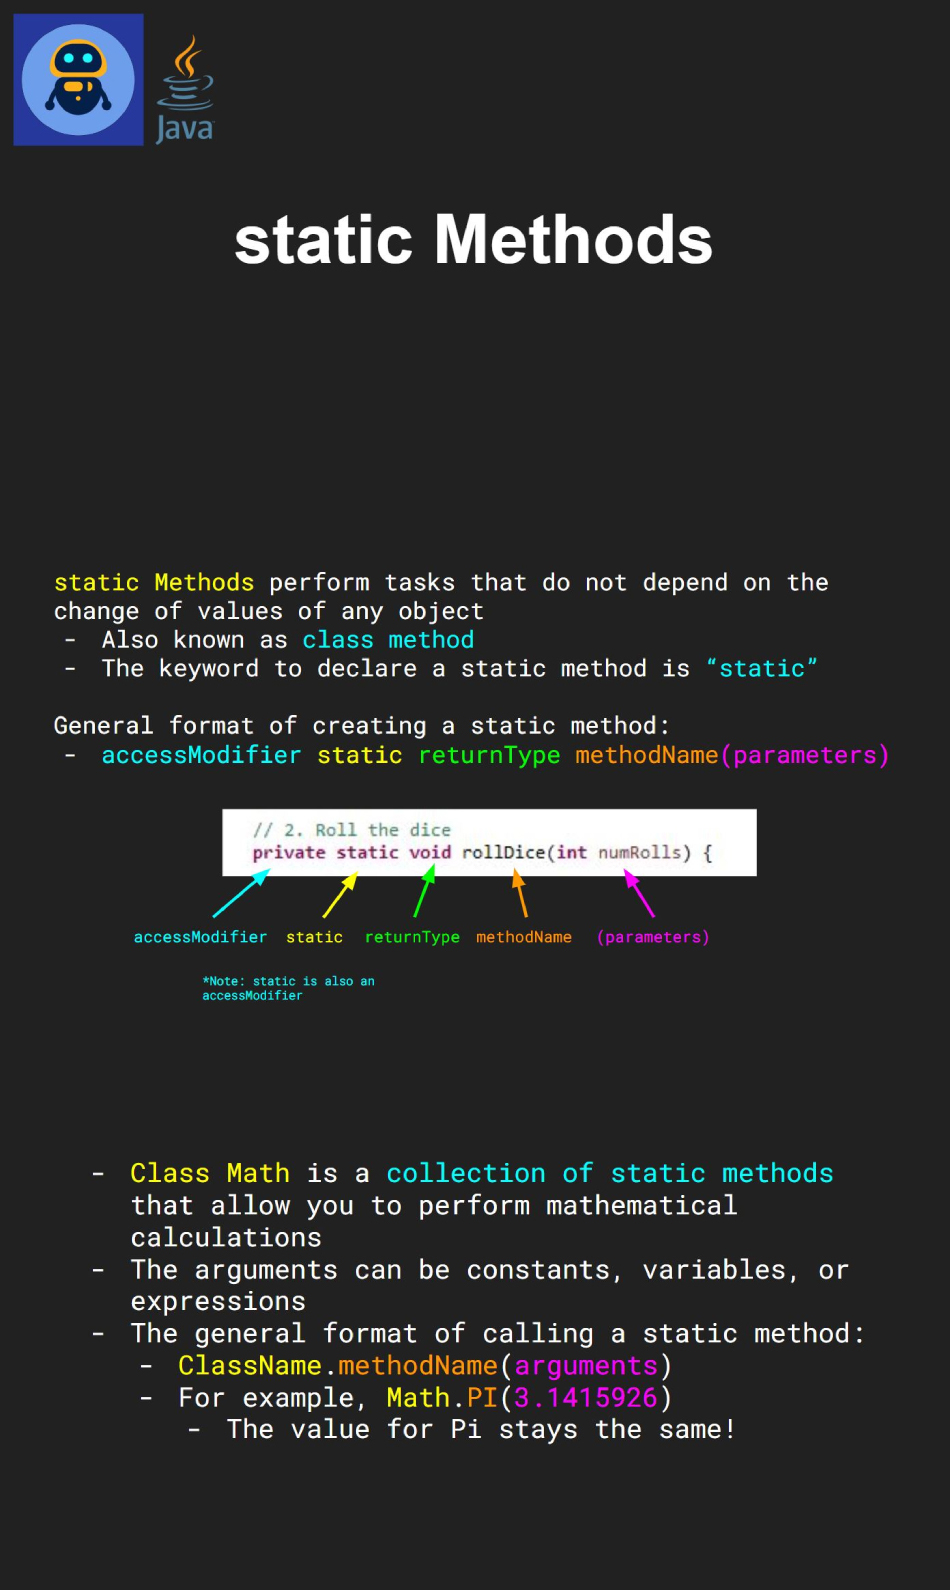 Java
static Methods
static Methods perform tasks that do not depend on the
change of values of any object
- Also known as class method
- The keyword to declare a static method is “static”
General format of creating a static method:
- accessModifier static returnType methodName(parameters)
// 2. Roll the dice
private static void rollDice(int numRolls) {
accessModifier static returnType methodName (parameters)
*Note: static is also an
accessModifier
- Class Math is a collection of static methods
that allow you to perform mathematical
calculations
- The arguments can be constants, variables, or
expressions
- The general format of calling a static method:
- ClassName.methodName(arguments)
- For example, Math.PI(3.1415926)
- The value for Pi stays the same!